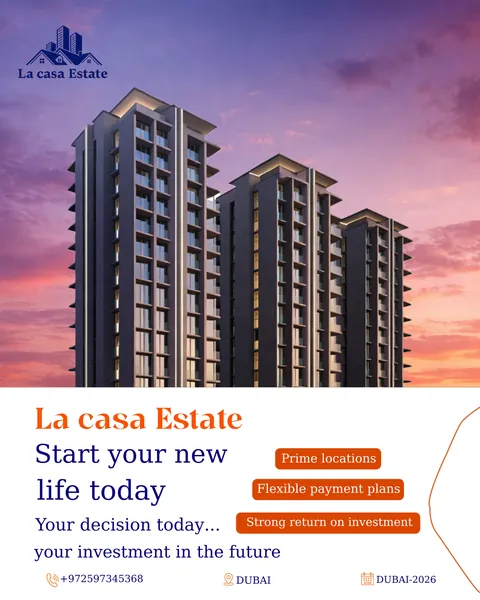 La casa Estate
La casa Estate
Start your new
life today
Your decision today...
your investment in the future
Prime locations
Flexible payment plans
Strong return on investment
+972597345368
DUBAI
DUBAI-2026